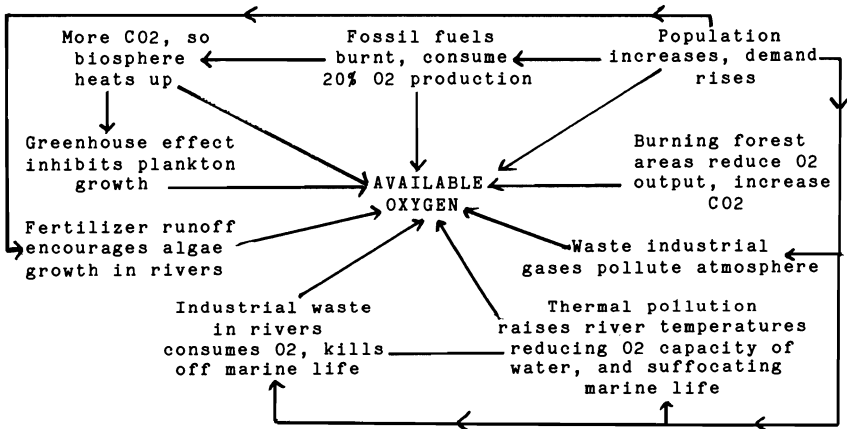 More CO2, so
biosphere
heats up
Fossil fuels
burnt, consume
20% O2 production
Population
increases, demand
rises
Greenhouse effect
inhibits plankton
growth
AVAILABLE
OXYGEN
Burning forest
areas reduce O2
output, increase
CO2
Fertilizer runoff
encourages algae
growth in rivers
Waste industrial
gases pollute atmosphere
Industrial waste
in rivers
consumes O2, kills
off marine life
Thermal pollution
raises river temperatures
reducing O2 capacity of
water, and suffocating
marine life